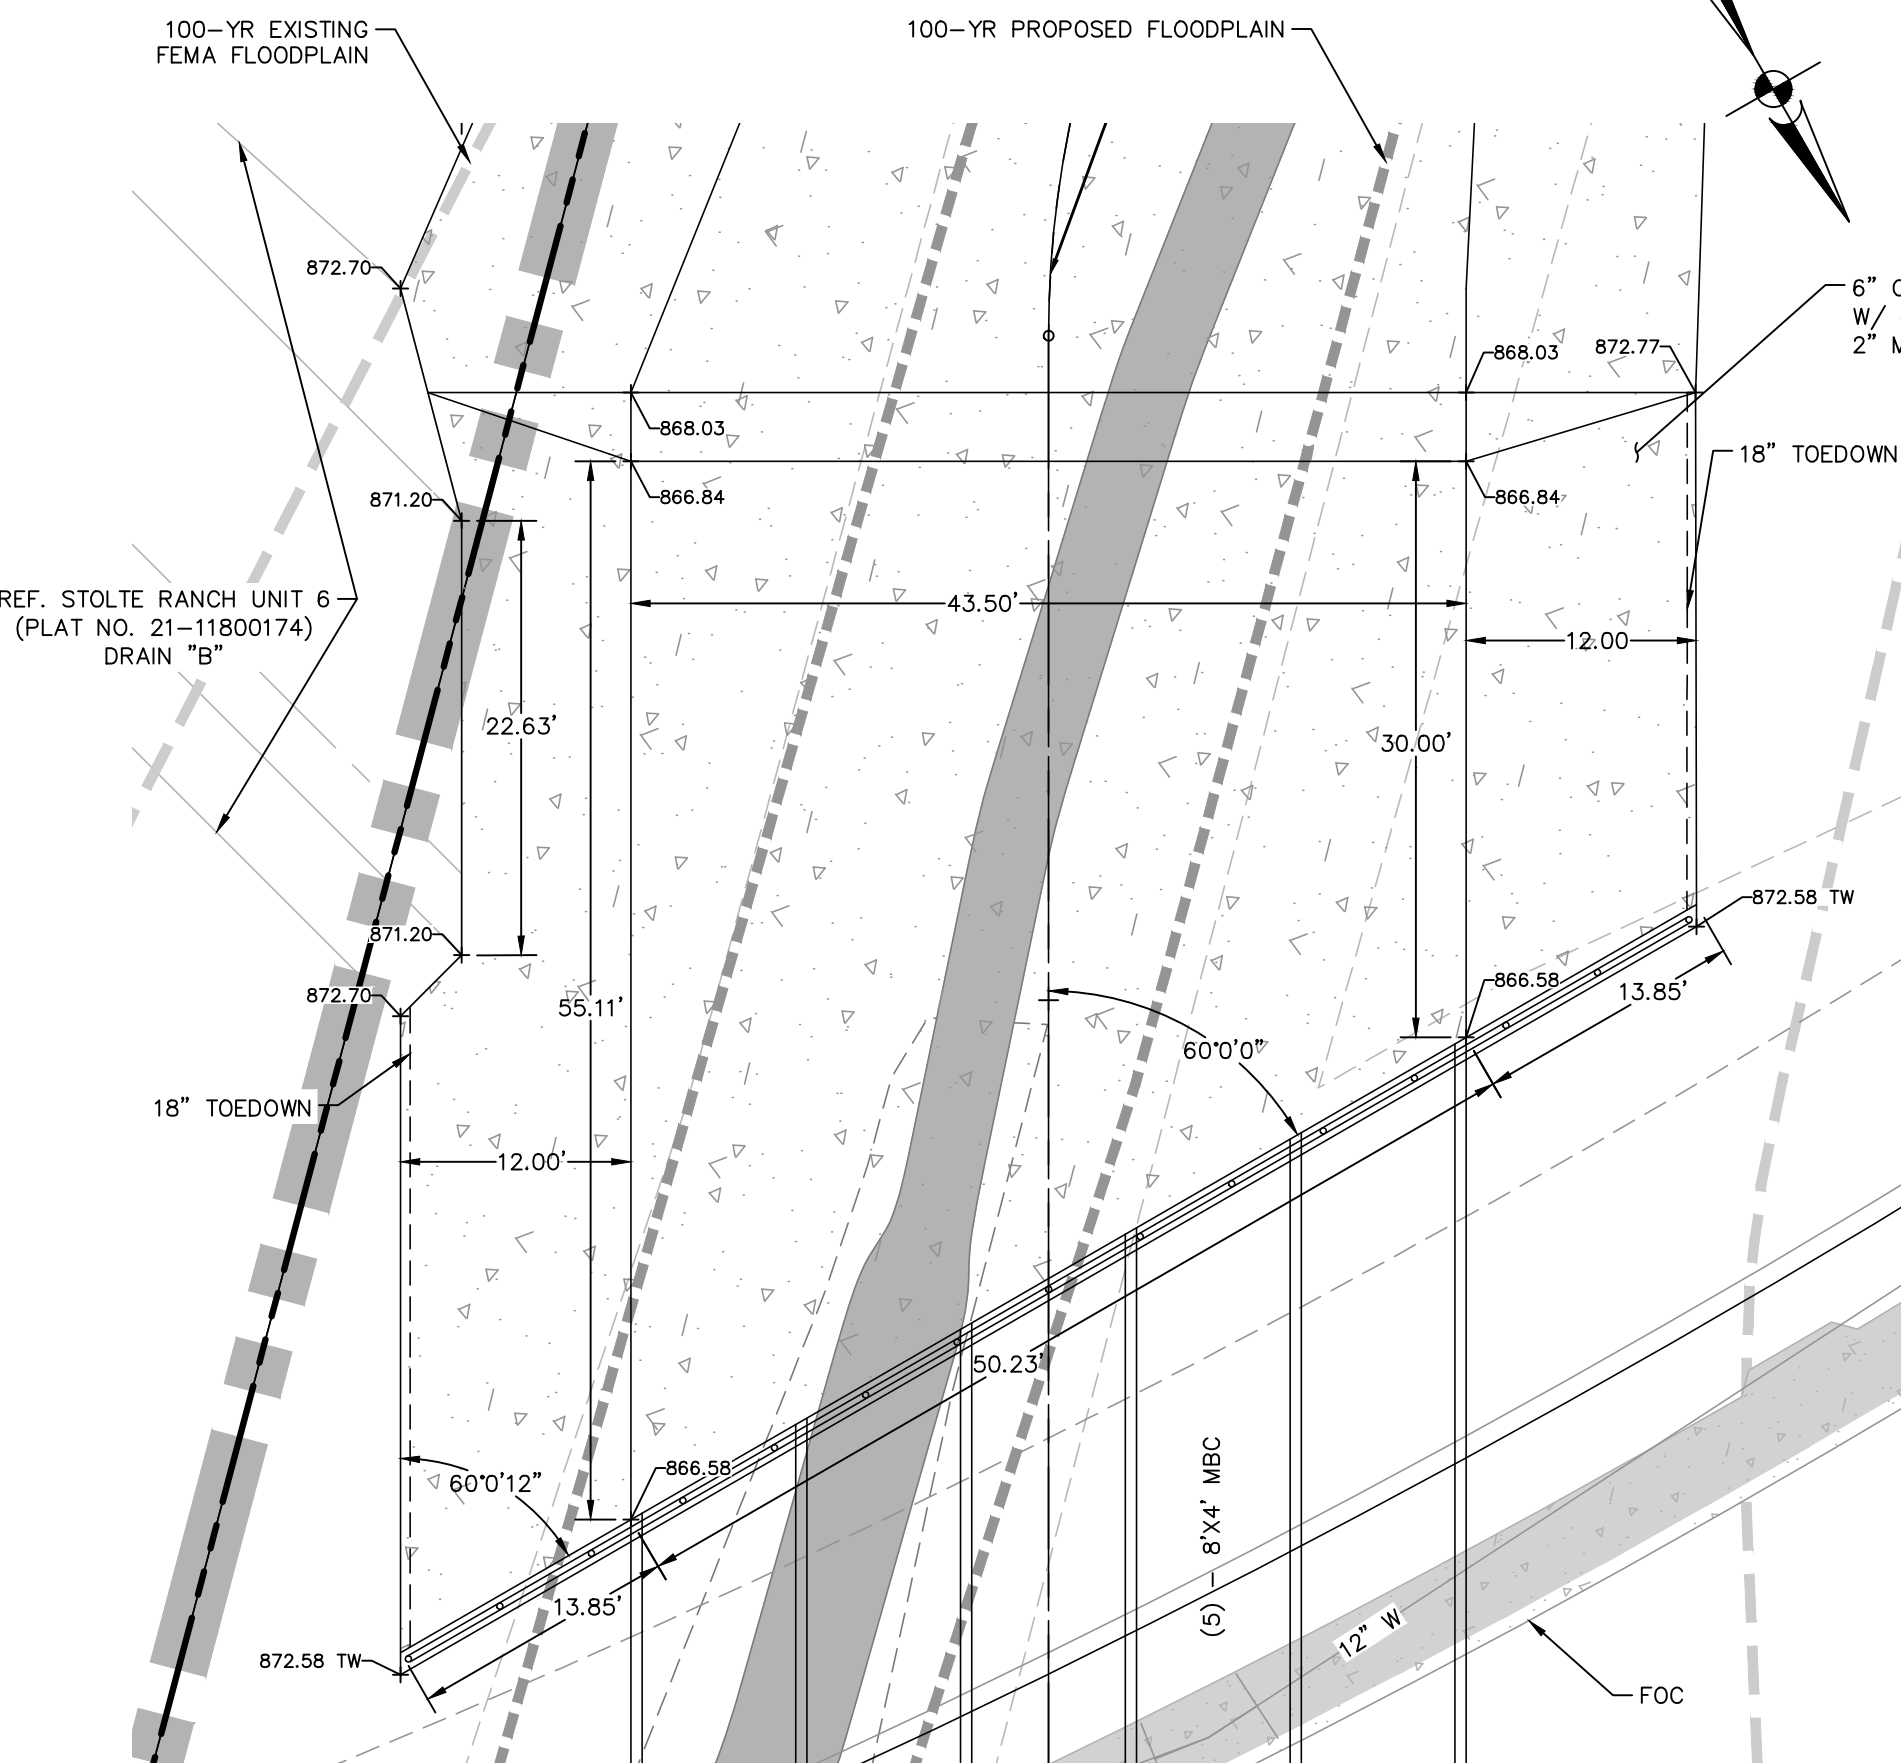 100-YR EXISTING
FEMA FLOODPLAIN
100-YR PROPOSED FLOODPLAIN
872.70
6"
W/
2" M
868.03
872.77
868.03
18" TOEDOWN
866.84
866.84
871.20
REF. STOLTE RANCH UNIT 6
(PLAT NO. 21-11800174)
DRAIN "B"
43.50'
12.00
22.63'
30.00'
872.58 TW
871.20
872.70
866.58
13.85'
55.11'
60°0'0"
18" TOEDOWN
12.00'
50.23'
866.58
60°0'12"
(5) - 8'X4' MBC
13.85'
12" W
872.58 TW
FOC